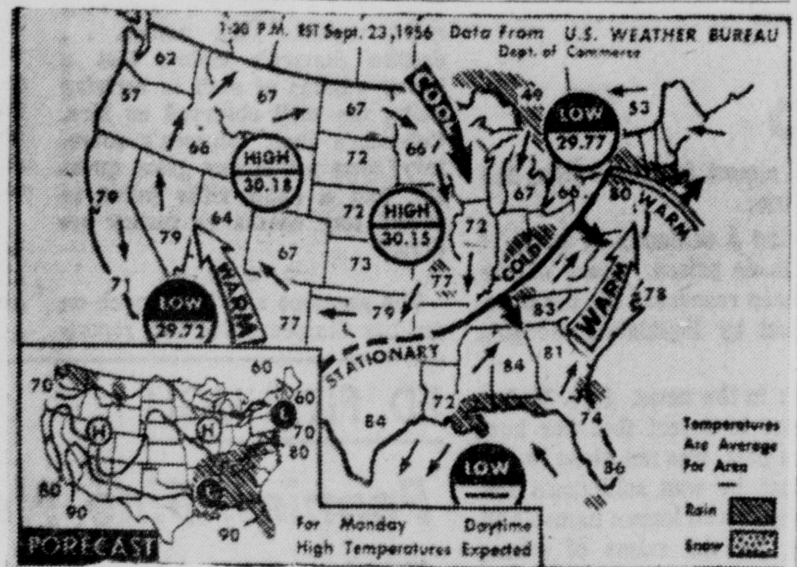 1:30 P.M. EST Sept. 23, 1956 Data From U.S. WEATHER BUREAU
Dept. of Commerce
62
57
67
67
COOL
49
LOW
29.77
53
66
72
66
HIGH
30.18
67
66
80
WARM
79
79
64
72
HIGH
30.15
72
67
73
77
COLD
71
WARM
LOW
29.72
77
79
83
WARM
78
STATIONARY
84
81
84
72
74
86
LOW
60
70
60
70
80
H
H
L
L
80
90
90
FORECAST
For Monday Daytime
High Temperatures Expected
Temperatures
Are Average
For Area
Rain
Snow